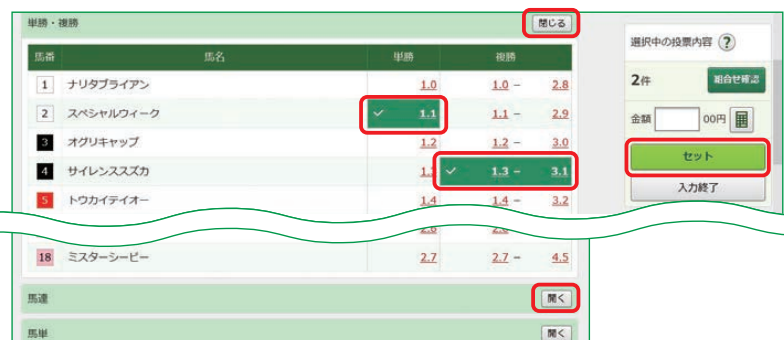 単勝・複勝 閉じる
馬番 馬名 単勝 複勝
1 ナリタブライアン 1.0 1.0 - 2.8
2 スペシャルウィーク ✓ 1.1 1.1 - 2.9
3 オグリキャップ 1.2 1.2 - 3.0
4 サイレンススズカ ✓ 1.3 - 3.1
5 トウカイテイオー 1.4 1.4 - 3.2
18 ミスターシービー 2.7 2.7 - 4.5
馬連 開く
馬単 開く
選択中の投票内容 ?
2件 組合せ確認
金額 00円
セット
入力終了